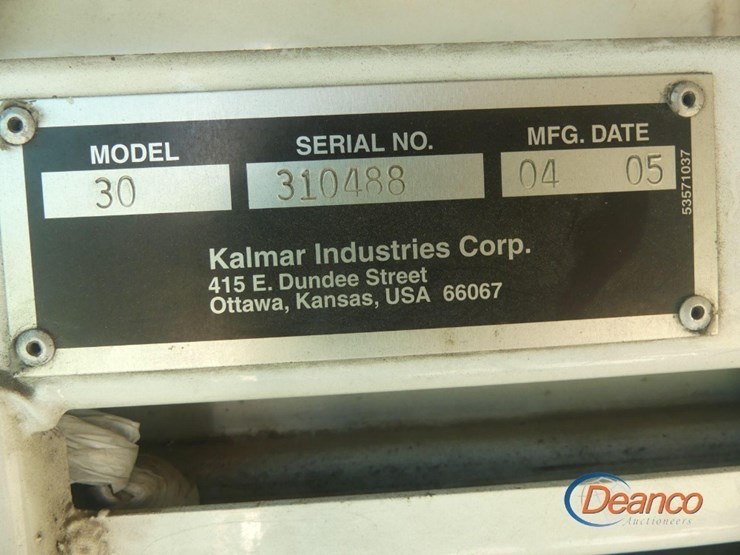 MODEL SERIAL NO. MFG. DATE
30 310488 04 05
53571037
Kalmar Industries Corp.
415 E. Dundee Street
Ottawa, Kansas, USA 66067
Deanco
Auctioneers